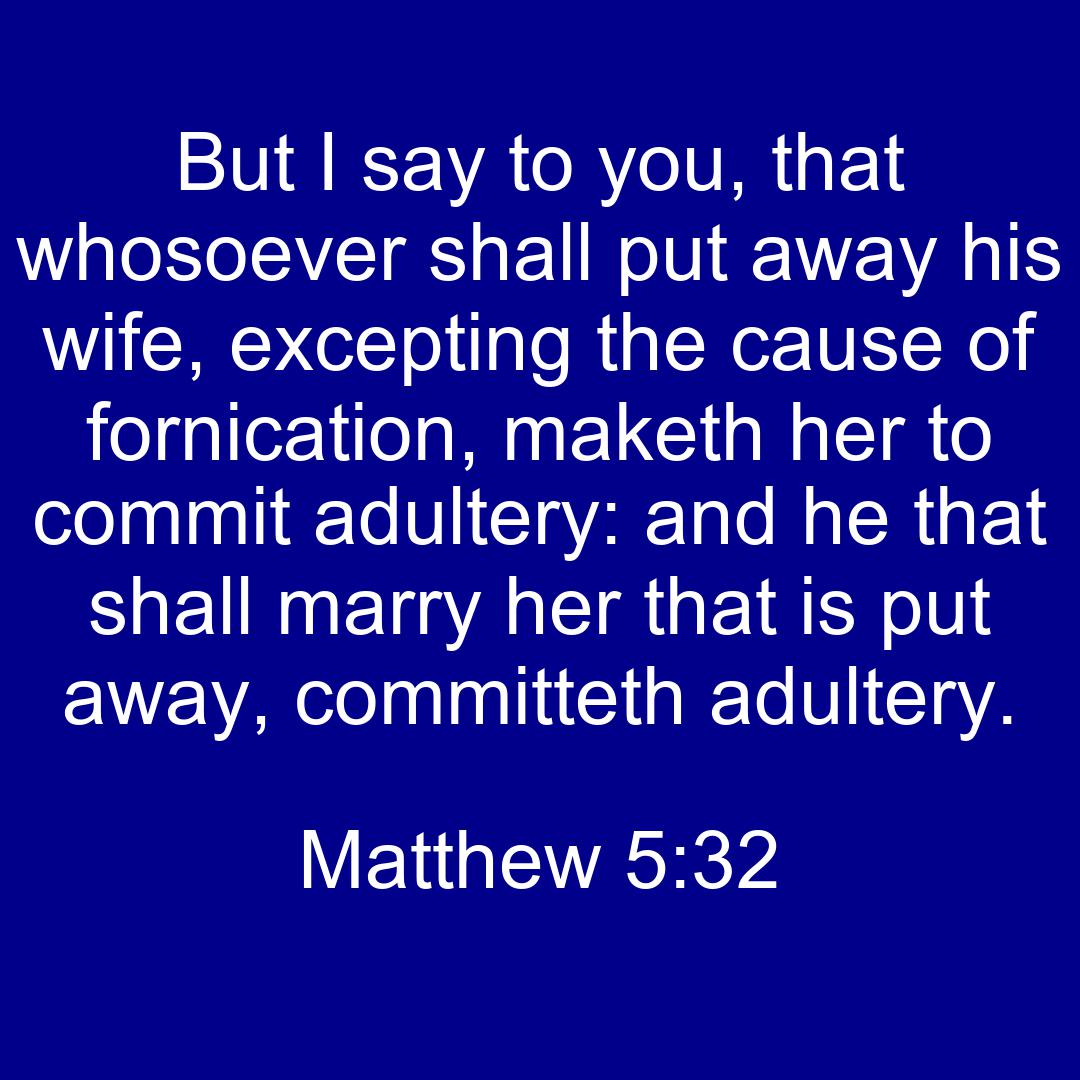 But I say to you, that
whosoever shall put away his
wife, excepting the cause of
fornication, maketh her to
commit adultery: and he that
shall marry her that is put
away, committeth adultery.
Matthew 5:32